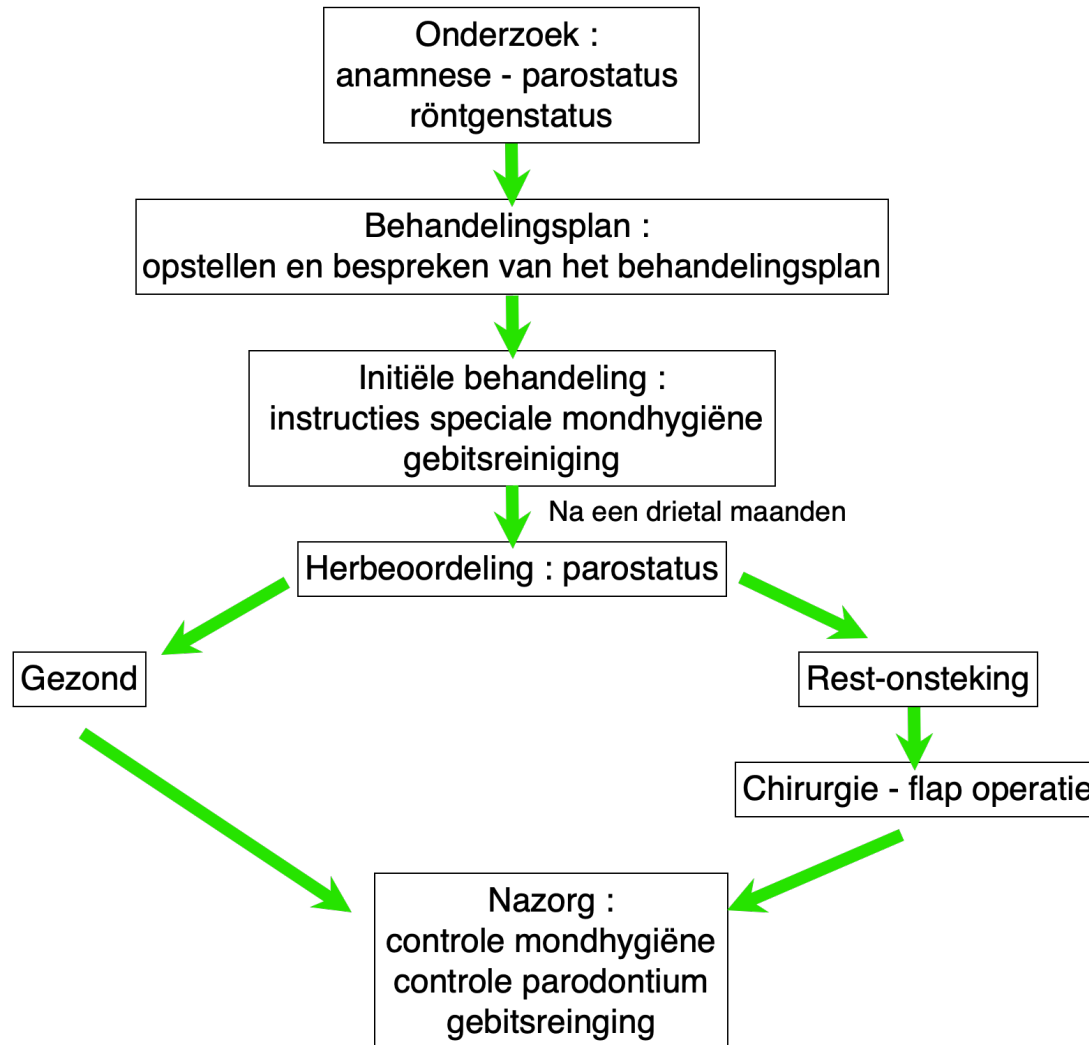 Onderzoek :
anamnese - parostatus
röntgenstatus
Behandelingsplan :
opstellen en bespreken van het behandelingsplan
Initiële behandeling :
instructies speciale mondhygiëne
gebitsreiniging
Na een drietal maanden
Herbeoordeling : parostatus
Gezond
Rest-onsteking
Chirurgie - flap operatie
Nazorg :
controle mondhygiëne
controle parodontium
gebitsreinging